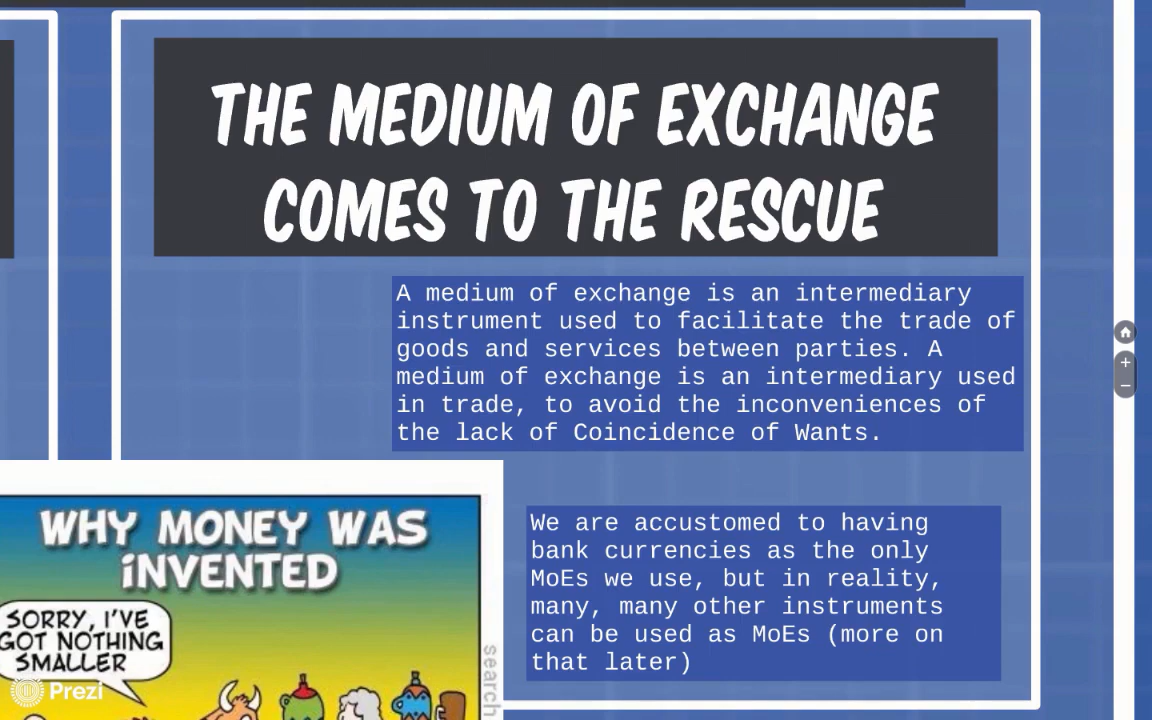 THE MEDIUM OF EXCHANGE
COMES TO THE RESCUE
A medium of exchange is an intermediary
instrument used to facilitate the trade of
goods and services between parties. A
medium of exchange is an intermediary used
in trade, to avoid the inconveniences of
the lack of Coincidence of Wants.
We are accustomed to having
bank currencies as the only
MoEs we use, but in reality,
many, many other instruments
can be used as MoEs (more on
that later)
WHY MONEY WAS
iNVENTED
SORRY, I'VE
GOT NOTHING
SMALLER
search
Prezi